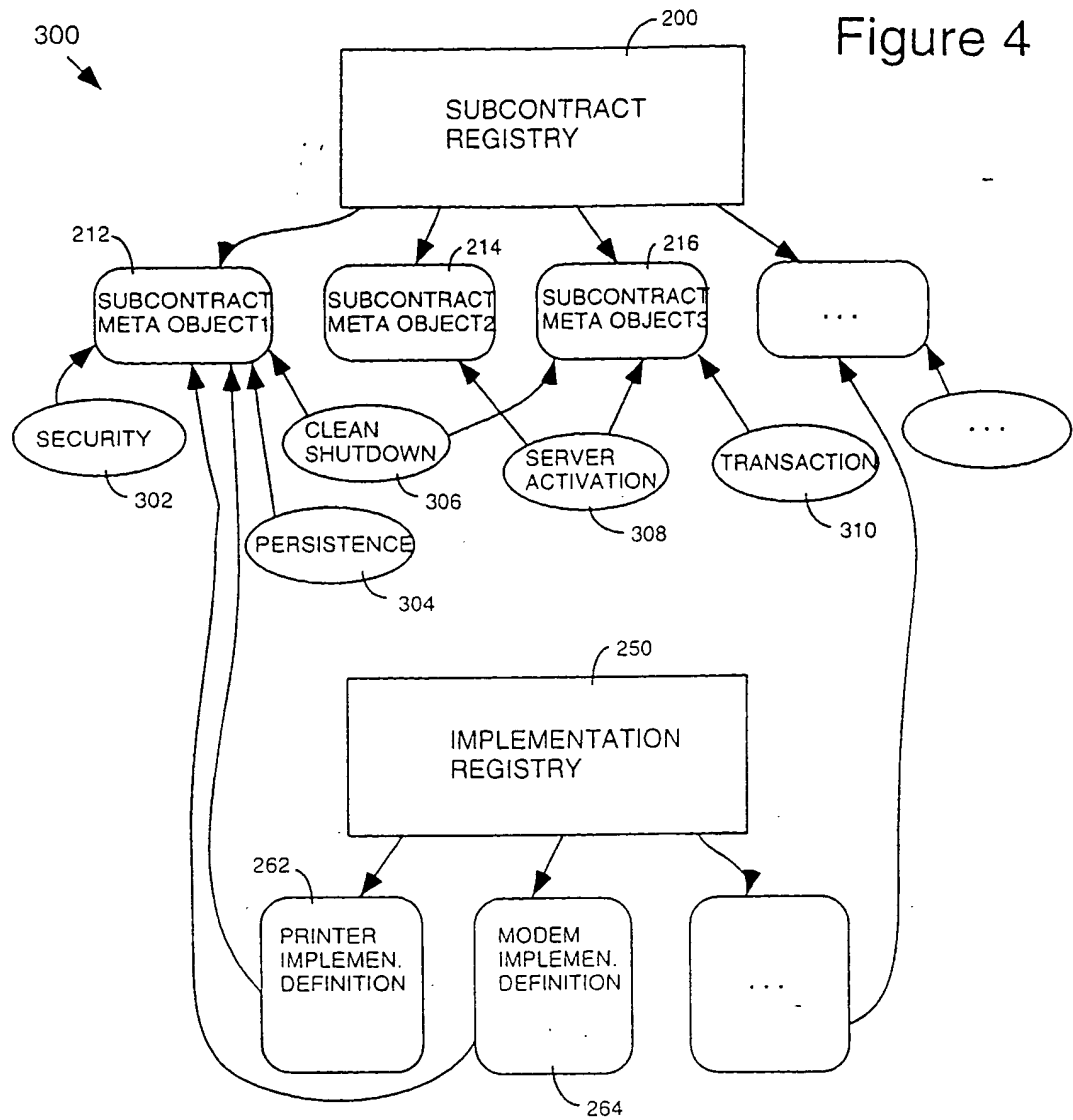 Figure 4
300
200
SUBCONTRACT
REGISTRY
212
214
216
SUBCONTRACT
META OBJECT1
SUBCONTRACT
META OBJECT2
SUBCONTRACT
META OBJECT3
...
SECURITY
302
CLEAN
SHUTDOWN
306
SERVER
ACTIVATION
308
TRANSACTION
310
...
PERSISTENCE
304
250
IMPLEMENTATION
REGISTRY
262
PRINTER
IMPLEMEN.
DEFINITION
MODEM
IMPLEMEN.
DEFINITION
264
...